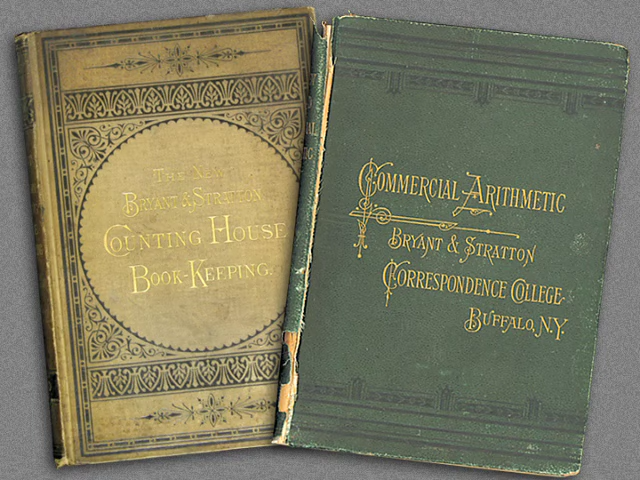 The New
Bryant & Stratton
Counting House
Book-Keeping.
Commercial Arithmetic
Bryant & Stratton
Correspondence College
Buffalo, N.Y.